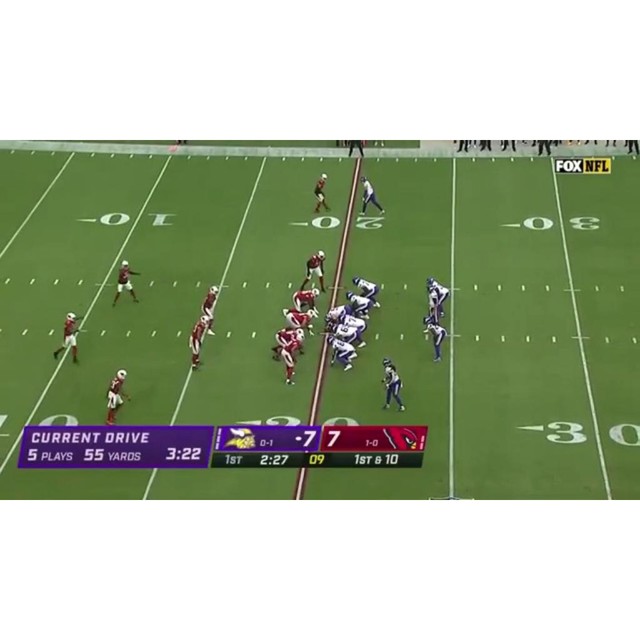 FOX NFL
10
20
30
20
30
CURRENT DRIVE
5 PLAYS 55 YARDS 3:22
0-1 -7 7 1-0
1ST 2:27 09 1ST & 10